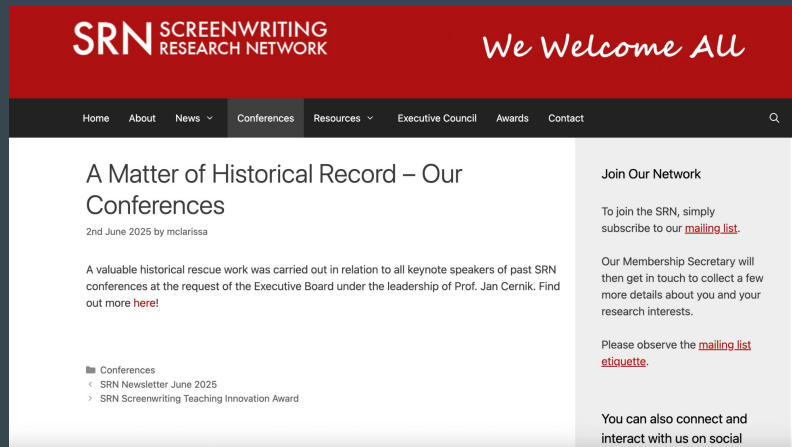 SRN SCREENWRITING
RESEARCH NETWORK
We Welcome All
Home About News Conferences Resources Executive Council Awards Contact
A Matter of Historical Record – Our
Conferences
2nd June 2025 by mclarissa
A valuable historical rescue work was carried out in relation to all keynote speakers of past SRN
conferences at the request of the Executive Board under the leadership of Prof. Jan Cernik. Find
out more here!
Conferences
SRN Newsletter June 2025
SRN Screenwriting Teaching Innovation Award
Join Our Network
To join the SRN, simply
subscribe to our mailing list.
Our Membership Secretary will
then get in touch to collect a few
more details about you and your
research interests.
Please observe the mailing list
etiquette.
You can also connect and
interact with us on social